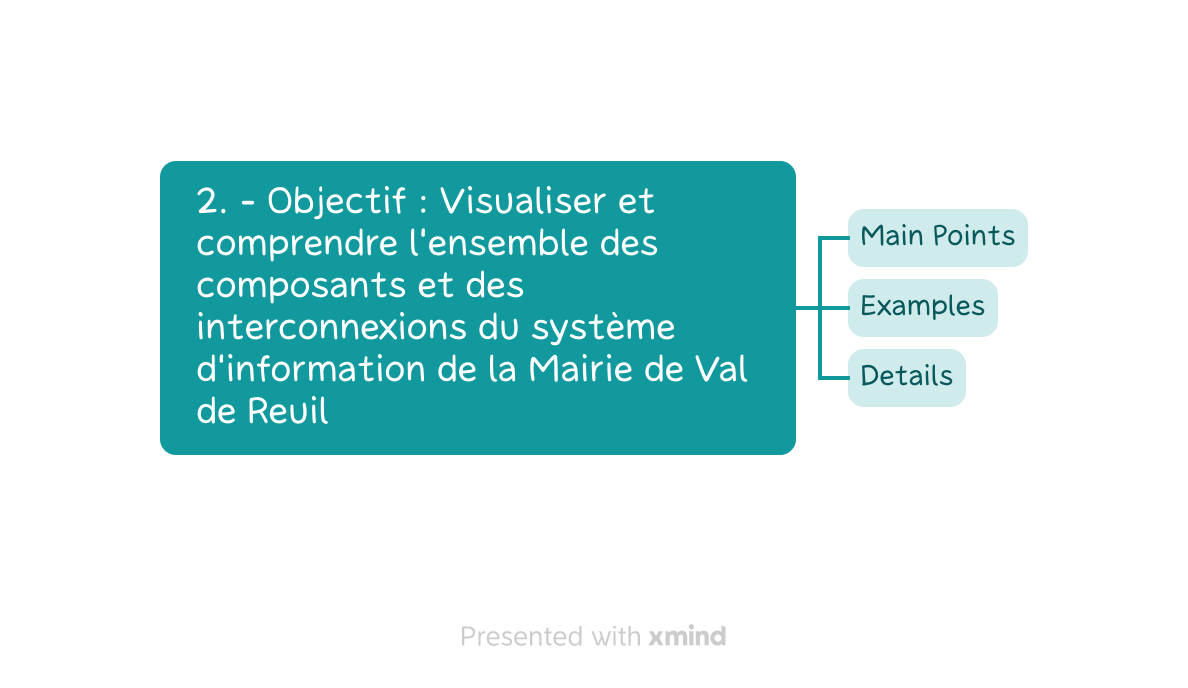 2. - Objectif : Visualiser et
comprendre l'ensemble des
composants et des
interconnexions du système
d'information de la Mairie de Val
de Reuil
Main Points
Examples
Details
Presented with xmind